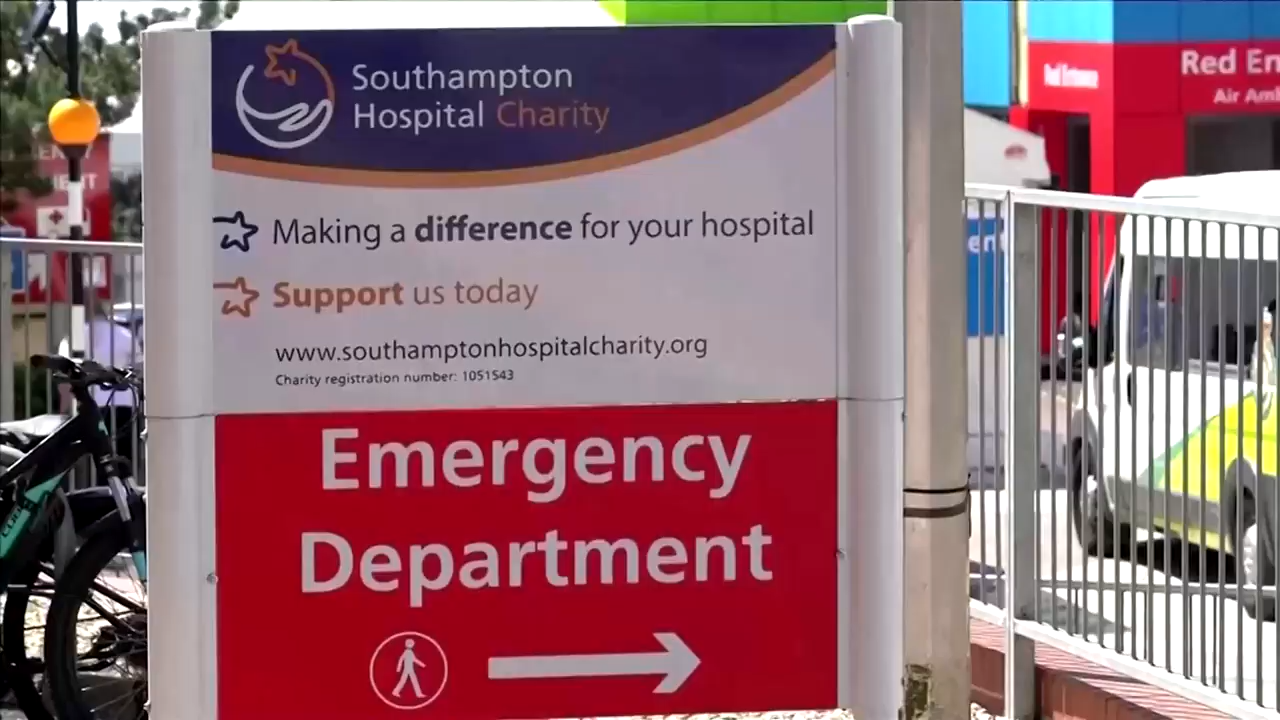 Southampton
Hospital Charity
Making a difference for your hospital
Support us today
www.southamptonhospitalcharity.org
Charity registration number: 1051543
Emergency
Department
Red En
Air Amb